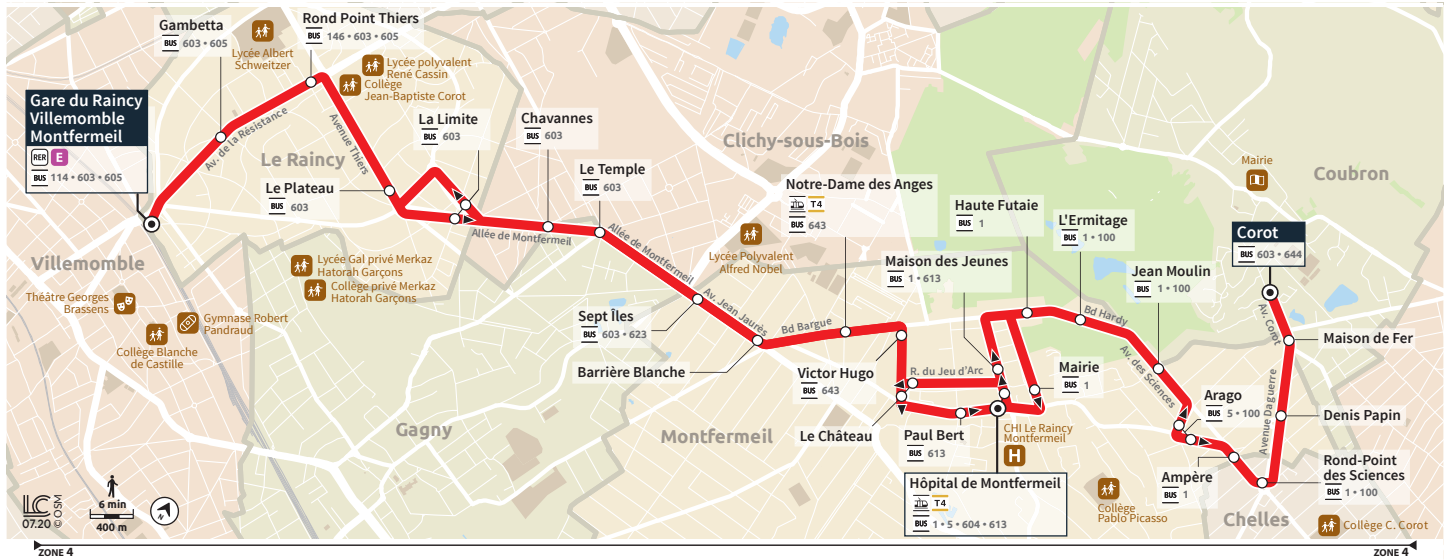 Gambetta
BUS 603 • 605
Rond Point Thiers
BUS 146 • 603 • 605
Lycée Albert
Schweitzer
Lycée polyvalent
René Cassin
Collège
Jean-Baptiste Corot
Gare du Raincy
Villemomble
Montfermeil
RER E
BUS 114 • 603 • 605
Av. de la Résistance
Avenue Thiers
Le Raincy
La Limite
BUS 603
Chavannes
BUS 603
Le Plateau
BUS 603
Le Temple
BUS 603
Clichy-sous-Bois
Allée de Montfermeil
Allée de Montfermeil
Av. Jean Jaurès
Villemomble
Lycée Gal privé Merkaz
Hatorah Garçons
Collège privé Merkaz
Hatorah Garçons
Théâtre Georges
Brassens
Gymnase Robert
Pandraud
Collège Blanche
de Castille
Gagny
Lycée Polyvalent
Alfred Nobel
Sept Îles
BUS 603 • 623
Barrière Blanche
Bd Bargue
Notre-Dame des Anges
T4
BUS 643
Haute Futaie
BUS 1
L'Ermitage
BUS 1 • 100
Maison des Jeunes
BUS 1 • 613
Jean Moulin
BUS 1 • 100
Mairie
Coubron
Corot
BUS 603 • 644
Bd Hardy
Av. des Sciences
Av. Corot
Maison de Fer
Victor Hugo
BUS 643
R. du Jeu d'Arc
Mairie
BUS 1
Arago
BUS 5 • 100
Avenue Daguerre
Denis Papin
Montfermeil
Le Château
Paul Bert
BUS 613
CHI Le Raincy
Montfermeil
H
Hôpital de Montfermeil
T4
BUS 1 • 5 • 604 • 613
Collège
Pablo Picasso
Ampère
BUS 1
Rond-Point
des Sciences
BUS 1 • 100
Chelles
Collège C. Corot
LC
07.20 © OSM
6 min
400 m
N
ZONE 4
ZONE 4